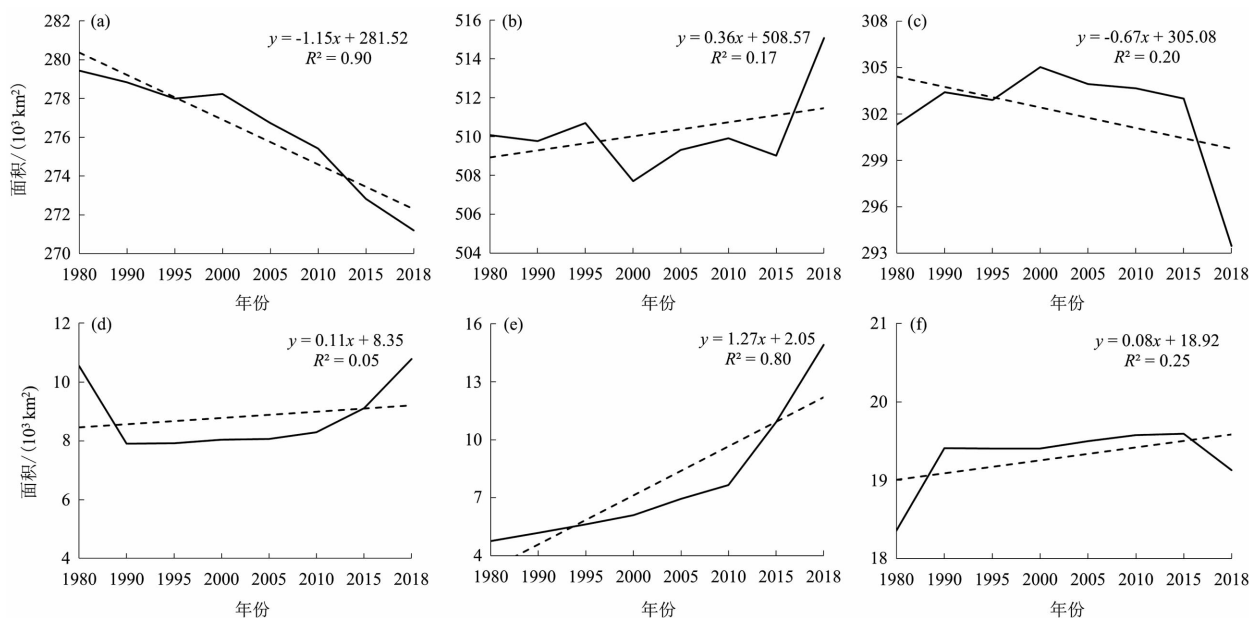 (a)
y = -1.15x + 281.52
R² = 0.90
面积/(10³ km²)
282
280
278
276
274
272
270
1980 1990 1995 2000 2005 2010 2015 2018
年份
(b)
y = 0.36x + 508.57
R² = 0.17
516
514
512
510
508
506
504
1980 1990 1995 2000 2005 2010 2015 2018
年份
(c)
y = -0.67x + 305.08
R² = 0.20
308
305
302
299
296
293
1980 1990 1995 2000 2005 2010 2015 2018
年份
(d)
y = 0.11x + 8.35
R² = 0.05
面积/(10³ km²)
12
10
8
6
4
1980 1990 1995 2000 2005 2010 2015 2018
年份
(e)
y = 1.27x + 2.05
R² = 0.80
16
13
10
7
4
1980 1990 1995 2000 2005 2010 2015 2018
年份
(f)
y = 0.08x + 18.92
R² = 0.25
21
20
19
18
1980 1990 1995 2000 2005 2010 2015 2018
年份